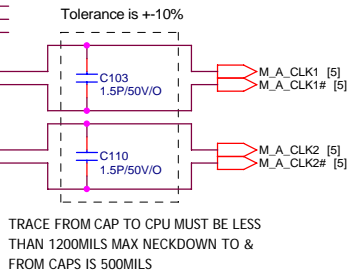 Tolerance is +-10%
C103
1.5P/50V/O
M_A_CLK1 [5]
M_A_CLK1# [5]
C110
1.5P/50V/O
M_A_CLK2 [5]
M_A_CLK2# [5]
TRACE FROM CAP TO CPU MUST BE LESS
THAN 1200MILS MAX NECKDOWN TO &
FROM CAPS IS 500MILS